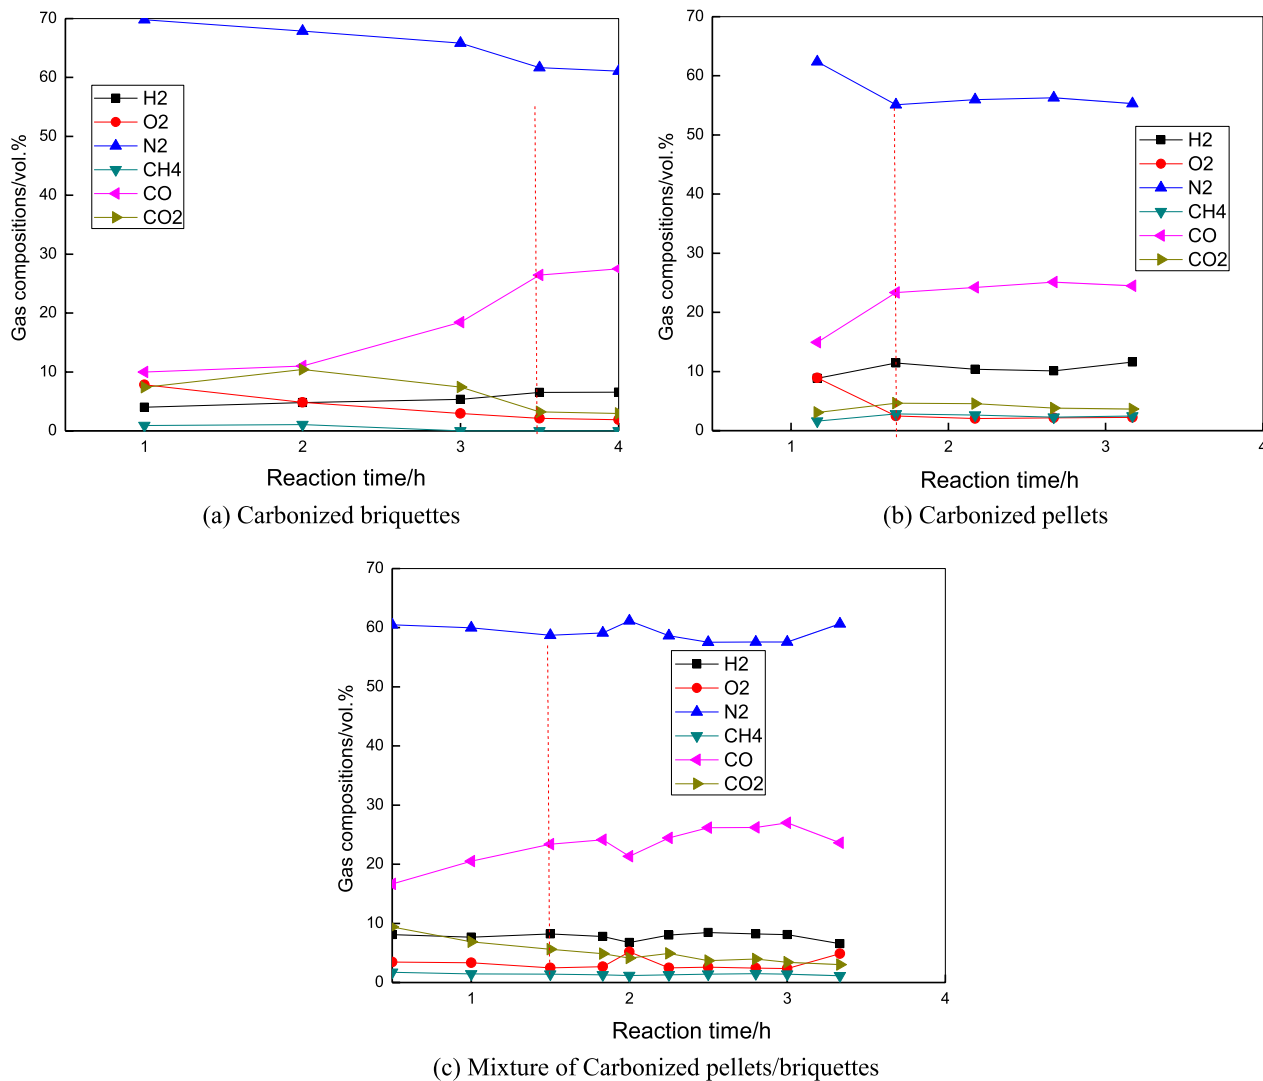 70
60
50
40
30
20
10
0
Gas compositions/vol.%
H2
O2
N2
CH4
CO
CO2
1 2 3 4
Reaction time/h
(a) Carbonized briquettes
70
60
50
40
30
20
10
0
Gas compositions/vol.%
H2
O2
N2
CH4
CO
CO2
1 2 3 4
Reaction time/h
(b) Carbonized pellets
70
60
50
40
30
20
10
0
Gas compositions/vol.%
H2
O2
N2
CH4
CO
CO2
1 2 3 4
Reaction time/h
(c) Mixture of Carbonized pellets/briquettes